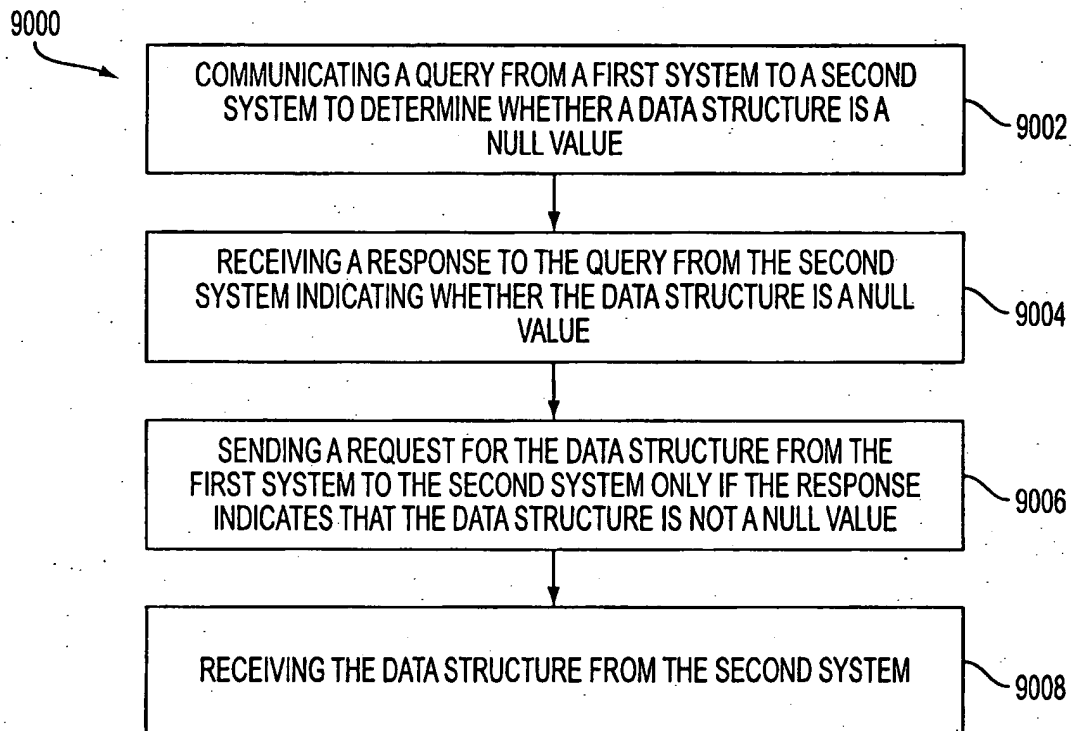 9000
COMMUNICATING A QUERY FROM A FIRST SYSTEM TO A SECOND
SYSTEM TO DETERMINE WHETHER A DATA STRUCTURE IS A
NULL VALUE
9002
RECEIVING A RESPONSE TO THE QUERY FROM THE SECOND
SYSTEM INDICATING WHETHER THE DATA STRUCTURE IS A NULL
VALUE
9004
SENDING A REQUEST FOR THE DATA STRUCTURE FROM THE
FIRST SYSTEM TO THE SECOND SYSTEM ONLY IF THE RESPONSE
INDICATES THAT THE DATA STRUCTURE IS NOT A NULL VALUE
9006
RECEIVING THE DATA STRUCTURE FROM THE SECOND SYSTEM
9008